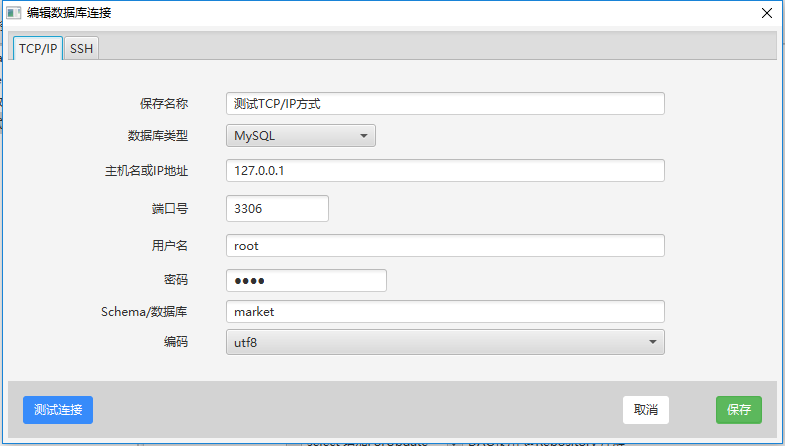 编辑数据库连接
TCP/IP SSH
保存名称 测试TCP/IP方式
数据库类型 MySQL
主机名或IP地址 127.0.0.1
端口号 3306
用户名 root
密码 ●●●●
Schema/数据库 market
编码 utf8
测试连接 取消 保存